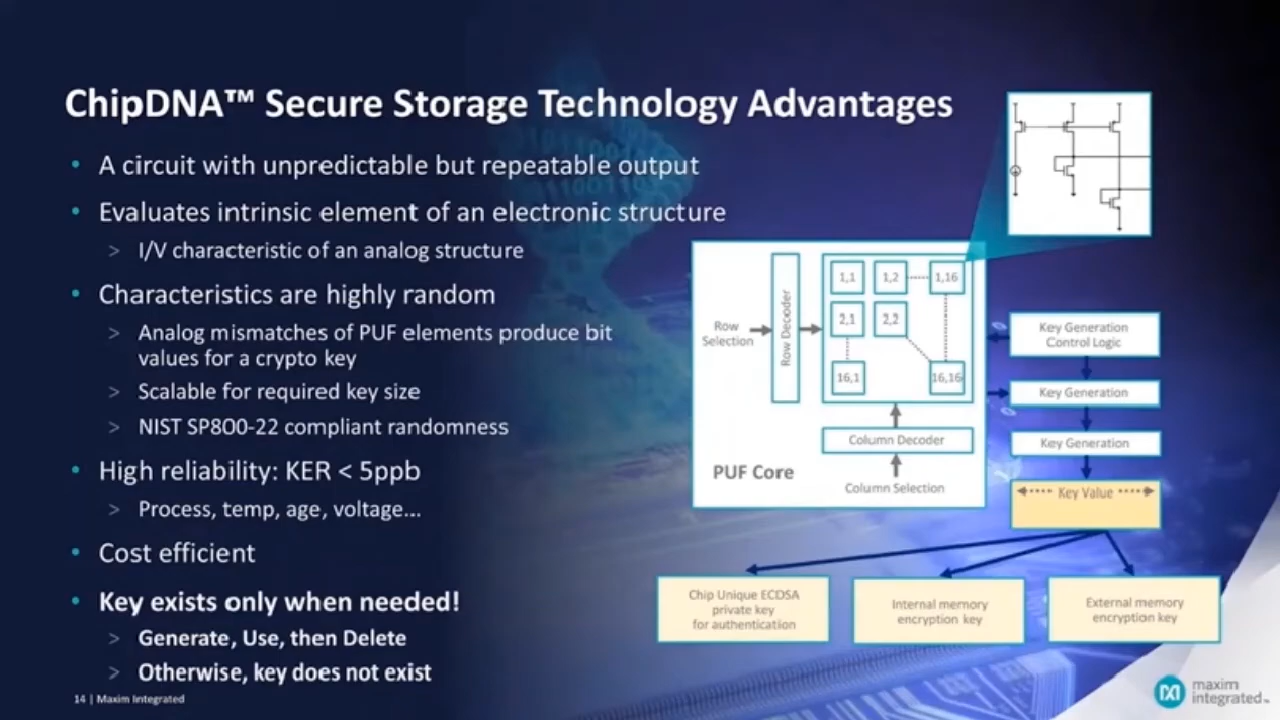 ChipDNA™ Secure Storage Technology Advantages
• A circuit with unpredictable but repeatable output
• Evaluates intrinsic element of an electronic structure
> I/V characteristic of an analog structure
• Characteristics are highly random
> Analog mismatches of PUF elements produce bit
values for a crypto key
> Scalable for required key size
> NIST SP800-22 compliant randomness
• High reliability: KER < 5ppb
> Process, temp, age, voltage...
• Cost efficient
• Key exists only when needed!
> Generate, Use, then Delete
> Otherwise, key does not exist
Row
Selection
Row Decoder
1,1
1,2
1,16
2,1
2,2
16,1
16,16
Column Decoder
PUF Core
Column Selection
Key Generation
Control Logic
Key Generation
Key Generation
Key Value
Chip Unique ECDSA
private key
for authentication
Internal memory
encryption key
External memory
encryption key
14 | Maxim Integrated
maxim
integrated™